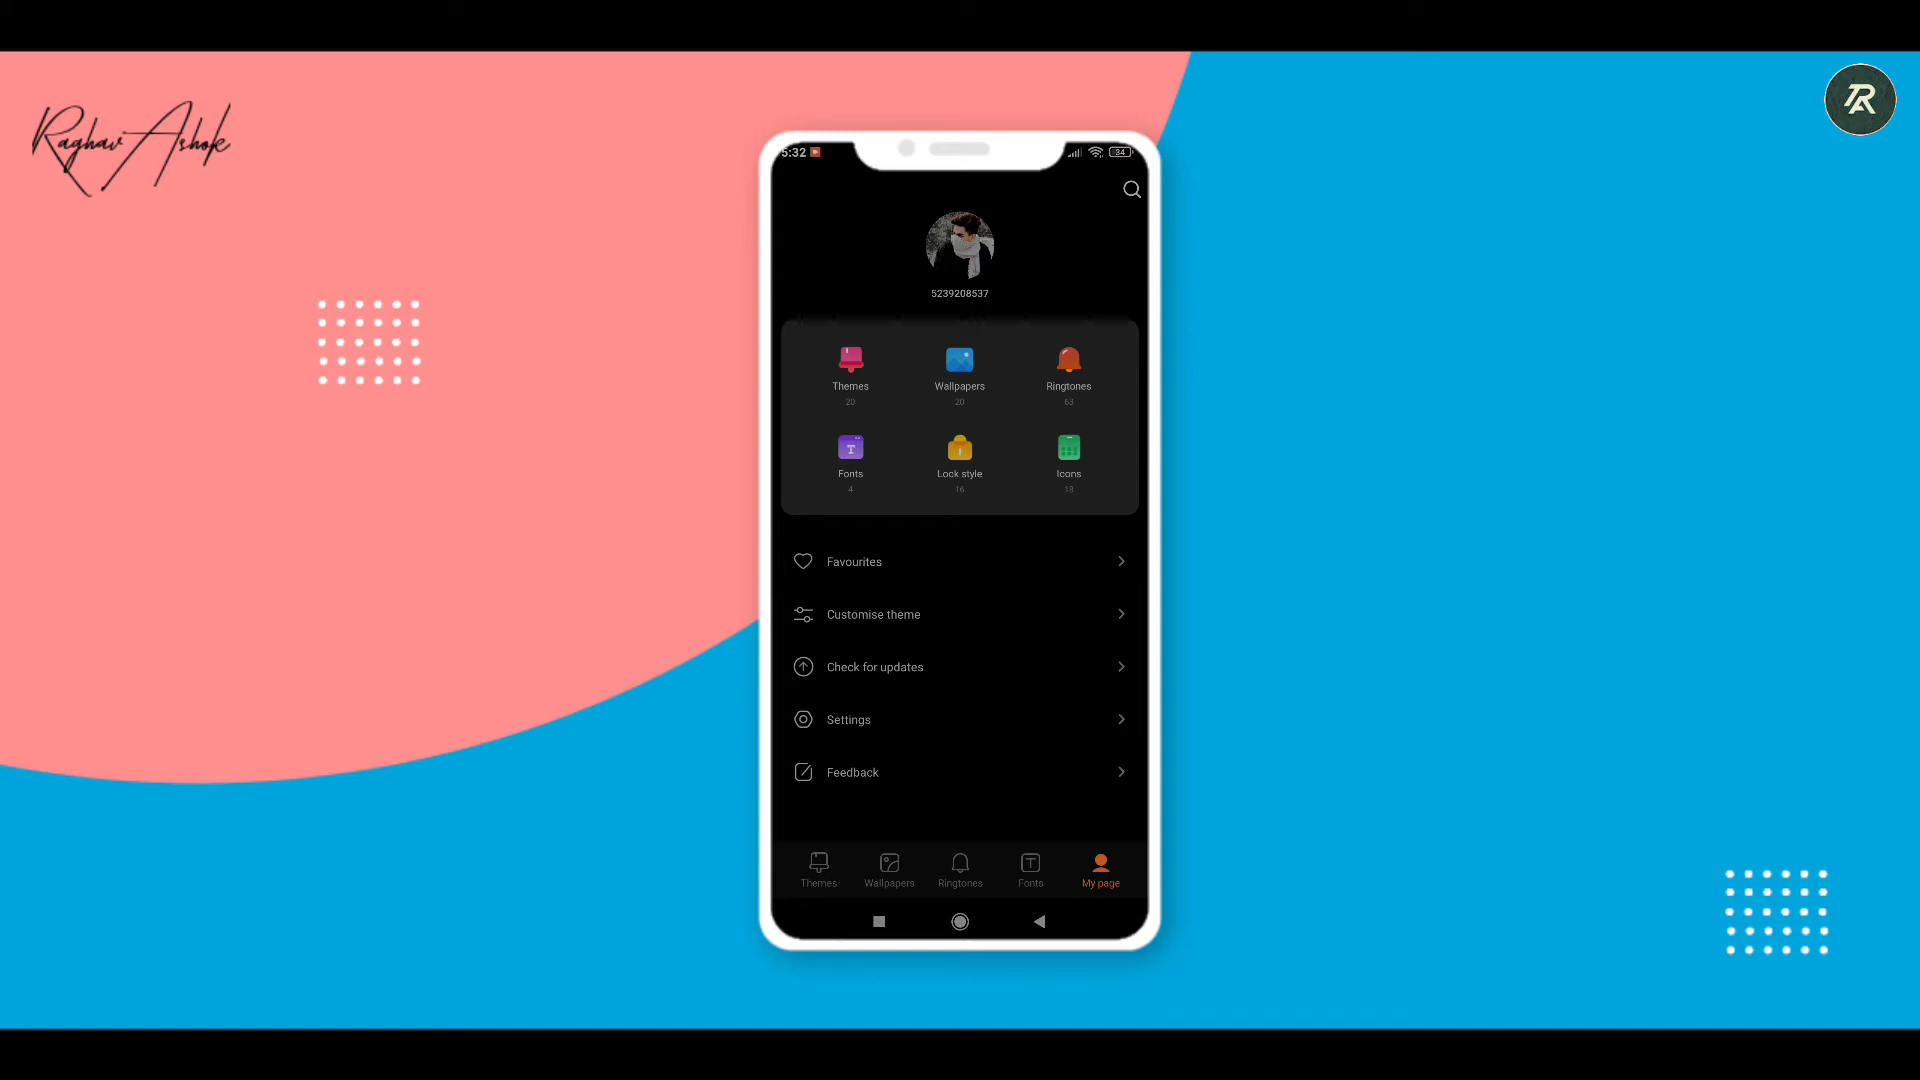 Raghav Ashok
5:32
34
5239208537
Themes
20
Wallpapers
20
Ringtones
63
Fonts
4
Lock style
16
Icons
18
Favourites
Customise theme
Check for updates
Settings
Feedback
Themes
Wallpapers
Ringtones
Fonts
My page